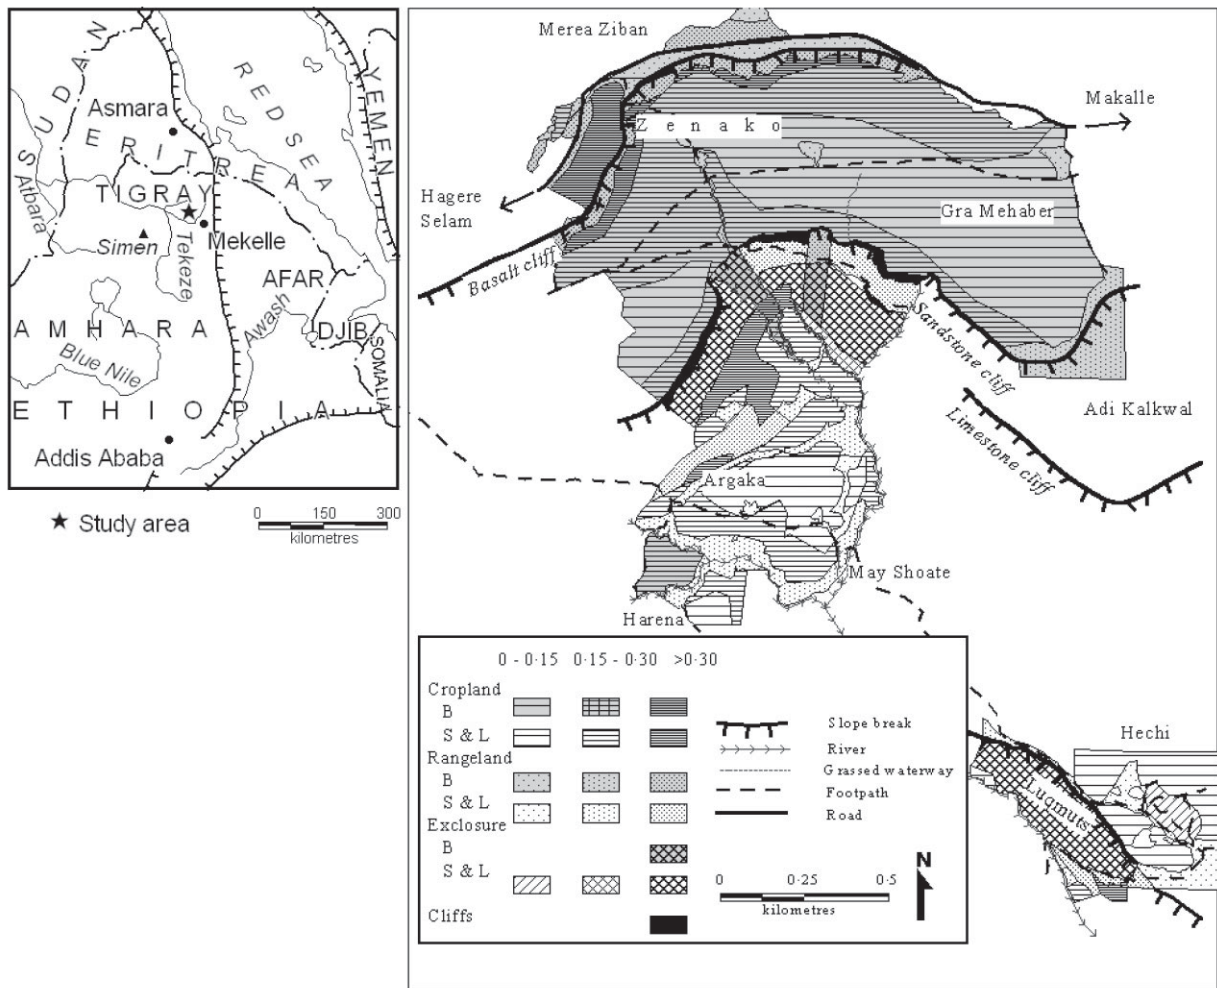 SUDAN
Asmara
ERITREA
RED SEA
YEMEN
Atbara
TIGRAY
Simen
Tekeze
Mekelle
AFAR
AMHARA
Awash
DJIB.
SOMALIA
Blue Nile
ETHIOPIA
Addis Ababa
★ Study area
0 150 300
kilometres
Merea Ziban
Makalle
Zenako
Hagere
Selam
Gra Mehaber
Basalt cliff
Sandstone cliff
Adi Kalkwal
Limestone cliff
Argaka
May Shoate
Harena
Hechi
Luqmuts
0 - 0·15 0·15 - 0·30 >0·30
Cropland
B
S & L
Rangeland
B
S & L
Exclosure
B
S & L
Cliffs
Slope break
River
Grassed waterway
Footpath
Road
0 0·25 0·5
kilometres
N